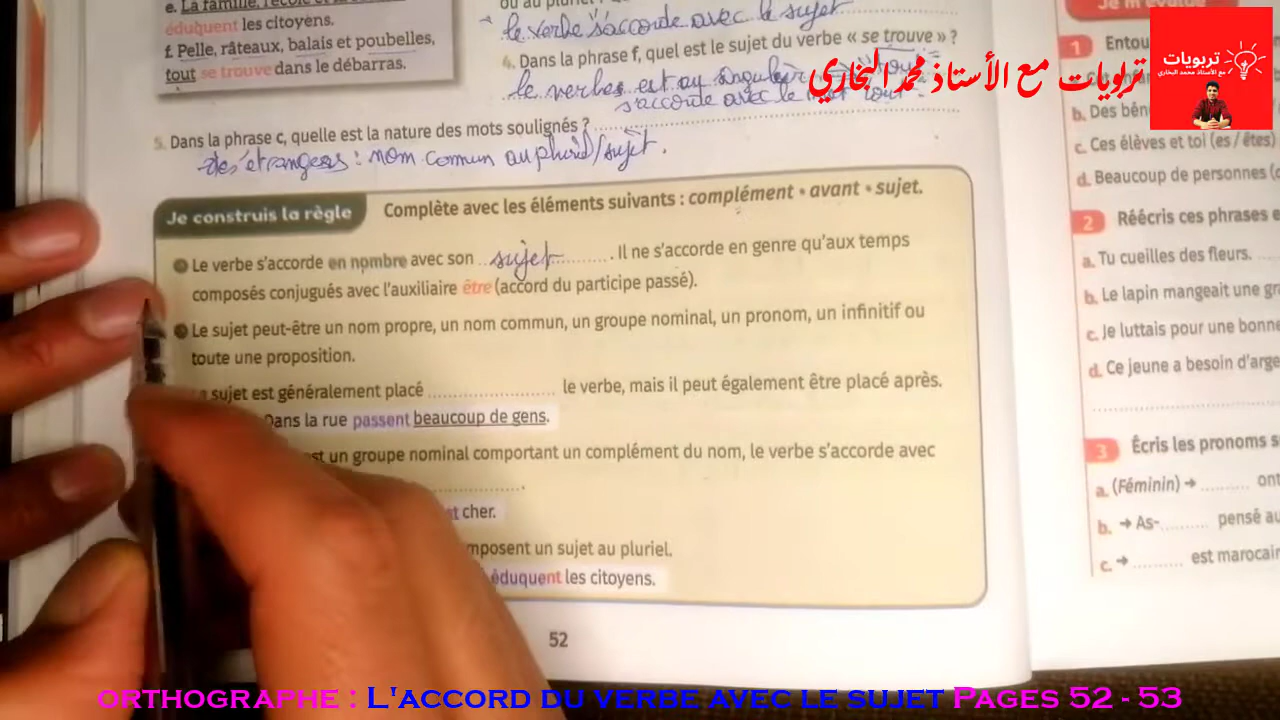 e. La famille, l'école et la
éduquent les citoyens.
f. Pelle, râteaux, balais et poubelles,
tout se trouve dans le débarras.
ou au pluriel ?
le verbe s'accorde avec le sujet
4. Dans la phrase f, quel est le sujet du verbe « se trouve » ?
le verbe est au singulier
s'accorde avec le mot tout
5. Dans la phrase c, quelle est la nature des mots soulignés ?
des étrangers : nom commun au pluriel/sujet.
Je construis la règle
Complète avec les éléments suivants : complément • avant • sujet.
Le verbe s'accorde en nombre avec son sujet. Il ne s'accorde en genre qu'aux temps
composés conjugués avec l'auxiliaire être (accord du participe passé).
Le sujet peut-être un nom propre, un nom commun, un groupe nominal, un pronom, un infinitif ou
toute une proposition.
sujet est généralement placé .................... le verbe, mais il peut également être placé après.
Dans la rue passent beaucoup de gens.
un groupe nominal comportant un complément du nom, le verbe s'accorde avec
....................
cher.
un sujet au pluriel.
éduquent les citoyens.
52
Je m'évalue
1 Entou
b. Des bén
c. Ces élèves et toi (es / êtes)
d. Beaucoup de personnes (
2 Réécris ces phrases e
a. Tu cueilles des fleurs.
b. Le lapin mangeait une gr
c. Je luttais pour une bonne
d. Ce jeune a besoin d'arge
3 Écris les pronoms s
a. (Féminin) → .......... ont
b. → As-.......... pensé au
c. → .......... est marocain
تربويات مع الأستاذ محمد البخاري
تربويات
مع الأستاذ محمد البخاري
ORTHOGRAPHE : L'ACCORD DU VERBE AVEC LE SUJET PAGES 52 - 53